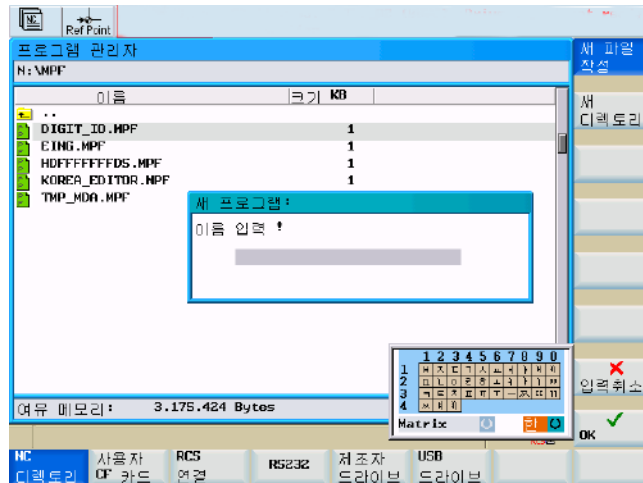 NC
Ref Point
프로그램 관리자
N:\MPF
이름 크기 KB
..
DIGIT_IO.MPF 1
EING.MPF 1
HDFFFFFFFDS.MPF 1
KOREA_EDITOR.MPF 1
TMP_MDA.MPF
새 프로그램:
이름 입력 !
1 2 3 4 5 6 7 8 9 0
1
2
3
4
Matrix 한
여유 메모리: 3.175.424 Bytes
새 파일
작성
새
디렉토리
입력취소
OK
NC
디렉토리
사용자
CF 카드
RCS
연결
RS232
제조자
드라이브
USB
드라이브